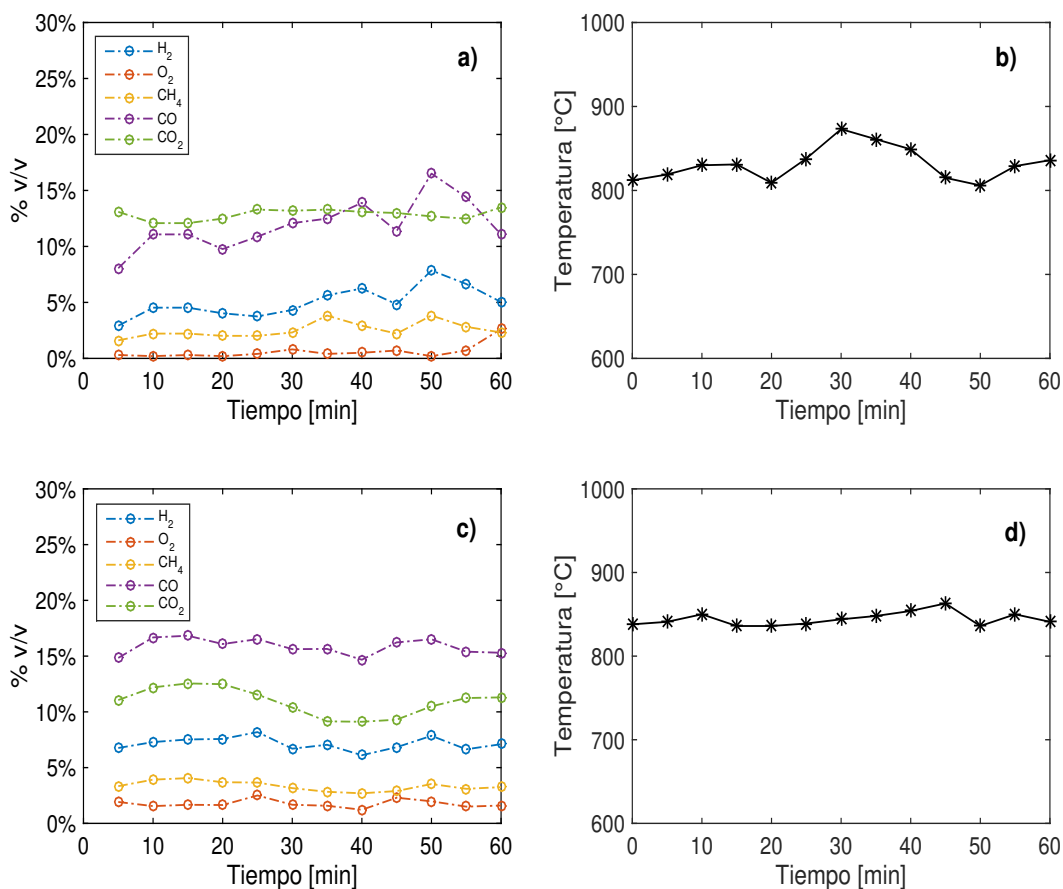 a)
30%
25%
20%
15%
10%
5%
0%
% v/v
H2
O2
CH4
CO
CO2
0 10 20 30 40 50 60
Tiempo [min]
b)
1000
900
800
700
600
Temperatura [°C]
0 10 20 30 40 50 60
Tiempo [min]
c)
30%
25%
20%
15%
10%
5%
0%
% v/v
H2
O2
CH4
CO
CO2
0 10 20 30 40 50 60
Tiempo [min]
d)
1000
900
800
700
600
Temperatura [°C]
0 10 20 30 40 50 60
Tiempo [min]